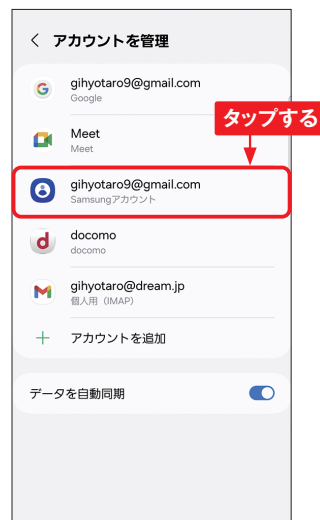 アカウントを管理
gihyotaro9@gmail.com
Google
タップする
Meet
Meet
gihyotaro9@gmail.com
Samsungアカウント
docomo
docomo
gihyotaro@dream.jp
個人用（IMAP）
アカウントを追加
データを自動同期